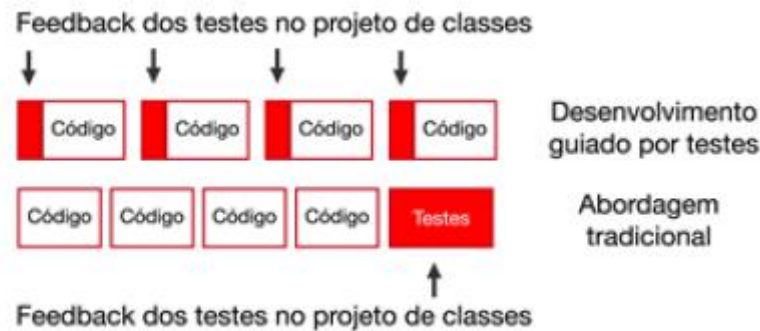 Feedback dos testes no projeto de classes
Código Código Código Código
Desenvolvimento
guiado por testes
Código Código Código Código Testes
Abordagem
tradicional
Feedback dos testes no projeto de classes